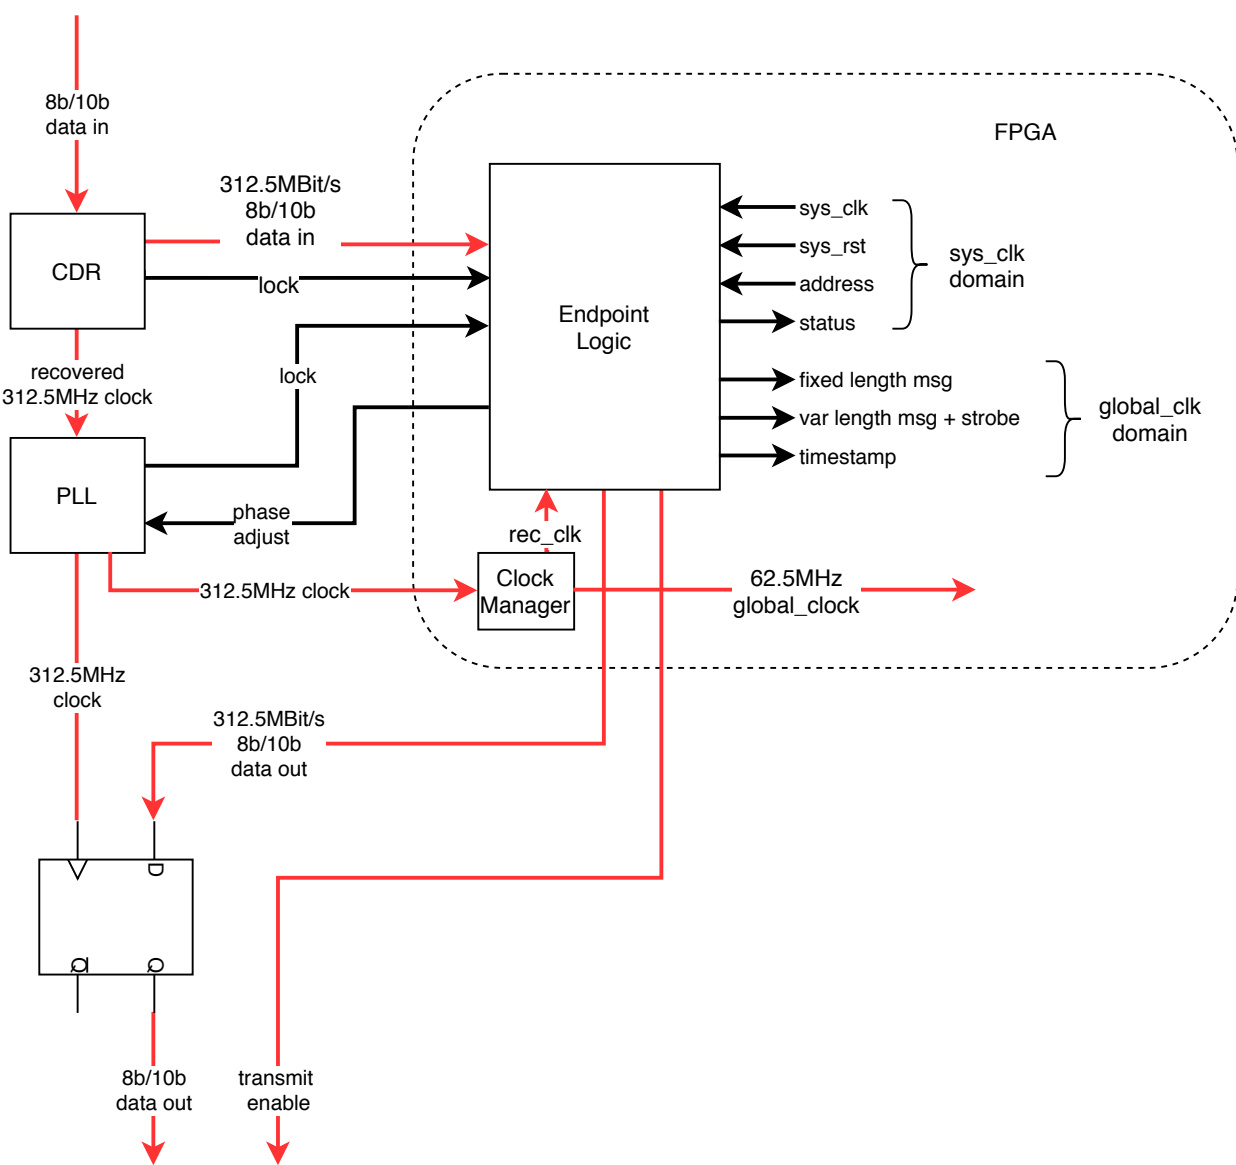 8b/10b
data in
FPGA
312.5MBit/s
8b/10b
data in
CDR
lock
sys_clk
sys_rst
address
status
sys_clk
domain
Endpoint
Logic
recovered
312.5MHz clock
lock
fixed length msg
var length msg + strobe
timestamp
global_clk
domain
PLL
phase
adjust
rec_clk
312.5MHz clock
Clock
Manager
62.5MHz
global_clock
312.5MHz
clock
312.5MBit/s
8b/10b
data out
D
Q
Q
8b/10b
data out
transmit
enable